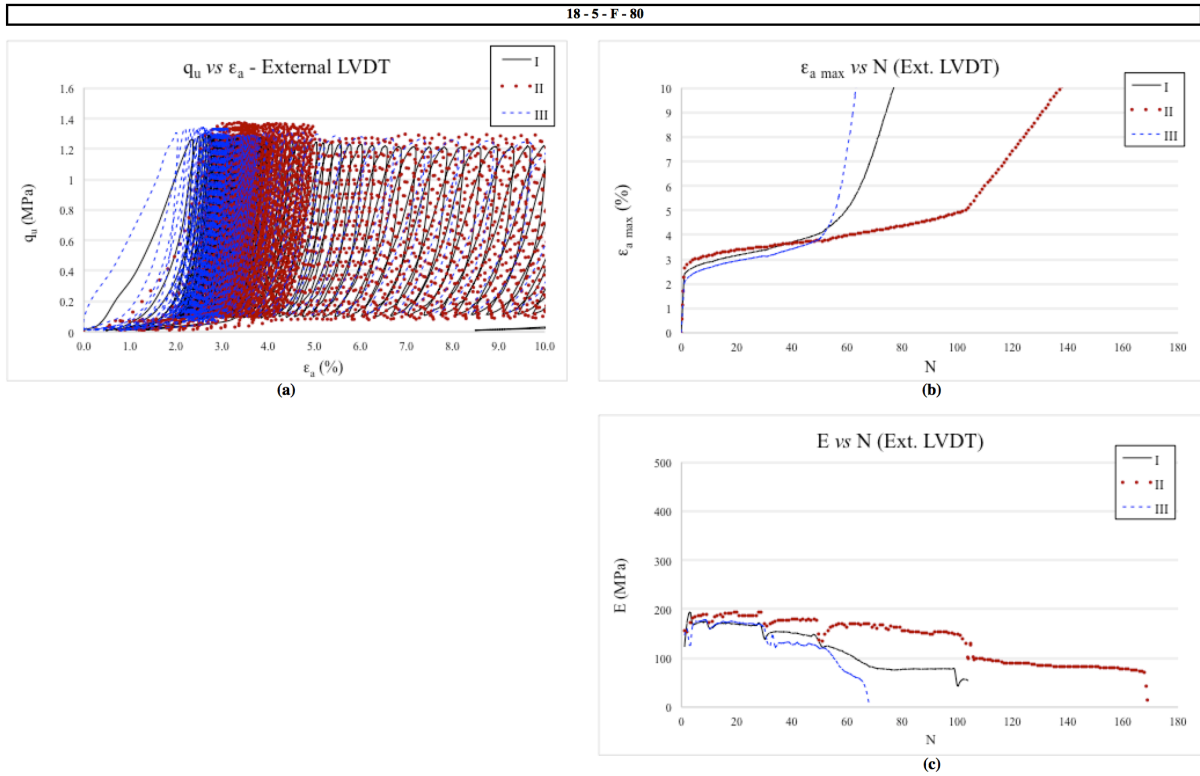 18 - 5 - F - 80
qu vs εa - External LVDT
I
II
III
qu (MPa)
1.6
1.4
1.2
1
0.8
0.6
0.4
0.2
0
0.0 1.0 2.0 3.0 4.0 5.0 6.0 7.0 8.0 9.0 10.0
εa (%)
(a)
εa max vs N (Ext. LVDT)
I
II
III
εa max (%)
10
9
8
7
6
5
4
3
2
1
0
0 20 40 60 80 100 120 140 160 180
N
(b)
E vs N (Ext. LVDT)
I
II
III
E (MPa)
500
400
300
200
100
0
0 20 40 60 80 100 120 140 160 180
N
(c)